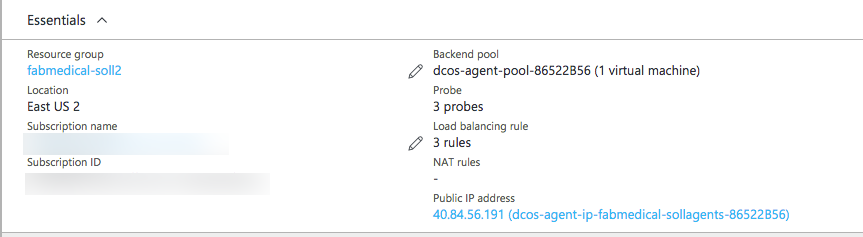 Essentials
Resource group
fabmedical-soll2
Location
East US 2
Subscription name
Subscription ID
Backend pool
dcos-agent-pool-86522B56 (1 virtual machine)
Probe
3 probes
Load balancing rule
3 rules
NAT rules
-
Public IP address
40.84.56.191 (dcos-agent-ip-fabmedical-sollagents-86522B56)